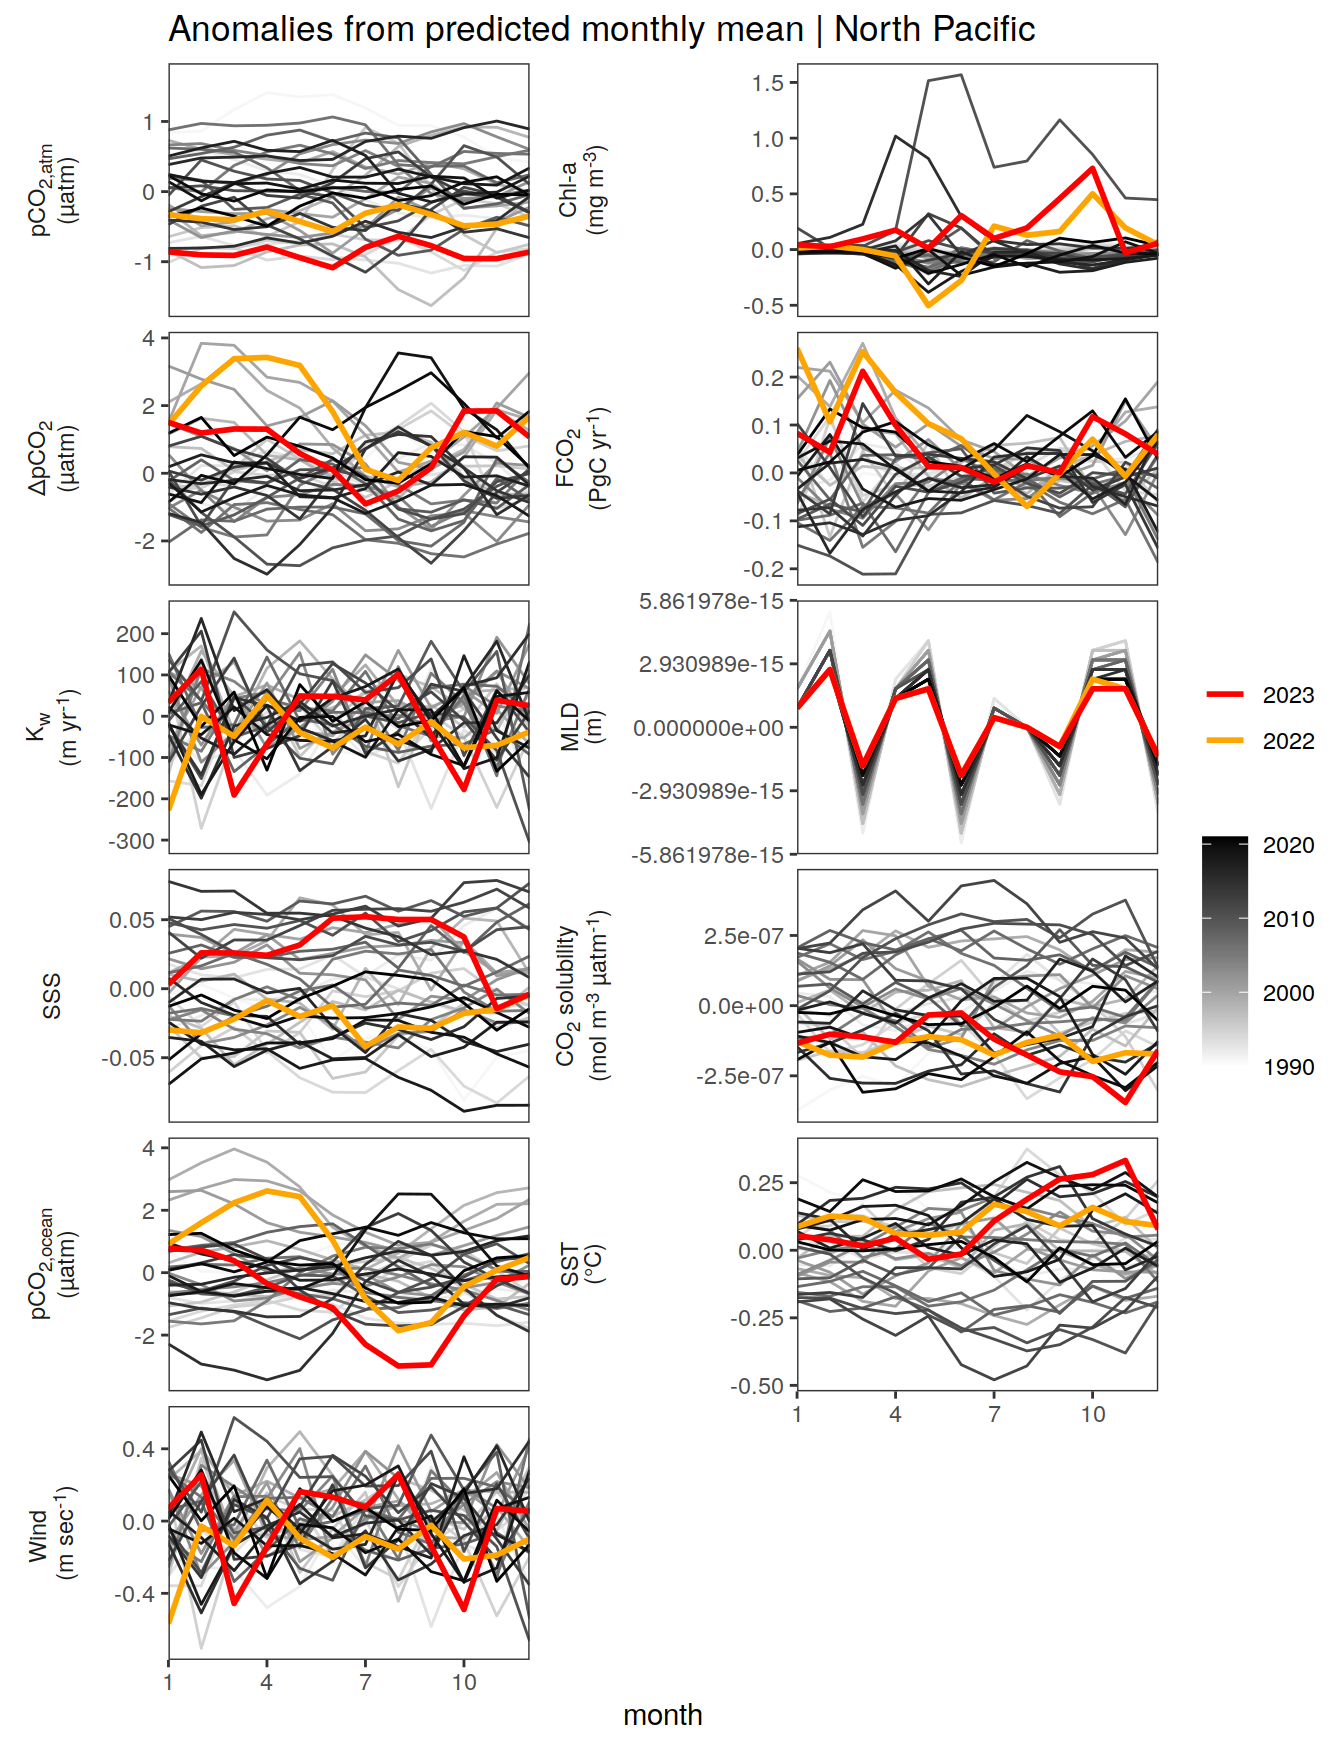 Anomalies from predicted monthly mean | North Pacific
pCO2,atm
(µatm)
1
0
-1
Chl-a
(mg m-3)
1.5
1.0
0.5
0.0
-0.5
ΔpCO2
(µatm)
4
2
0
-2
FCO2
(PgC yr-1)
0.2
0.1
0.0
-0.1
-0.2
Kw
(m yr-1)
200
100
0
-100
-200
-300
MLD
(m)
5.861978e-15
2.930989e-15
0.000000e+00
-2.930989e-15
-5.861978e-15
SSS
0.05
0.00
-0.05
CO2 solubility
(mol m-3 µatm-1)
2.5e-07
0.0e+00
-2.5e-07
pCO2,ocean
(µatm)
4
2
0
-2
SST
(°C)
0.25
0.00
-0.25
-0.50
1 4 7 10
Wind
(m sec-1)
0.4
0.0
-0.4
1 4 7 10
month
2023
2022
2020
2010
2000
1990